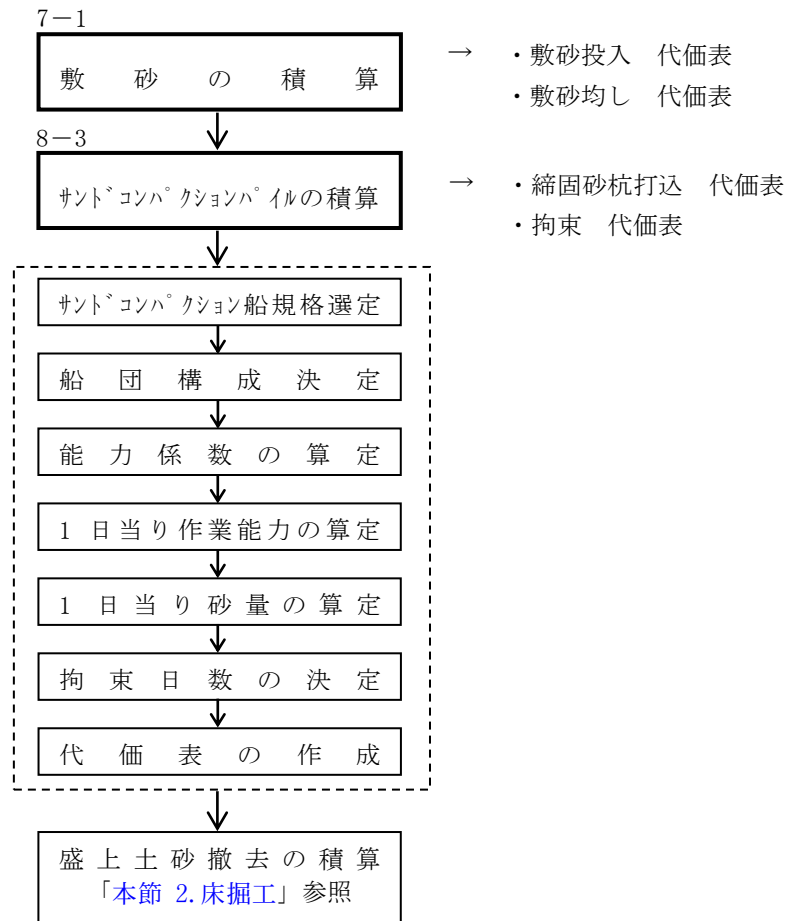 7－1
敷砂の積算
→ ・敷砂投入 代価表
・敷砂均し 代価表
8－3
ｻﾝﾄﾞｺﾝﾊﾟｸｼｮﾝﾊﾟｲﾙの積算
→ ・締固砂杭打込 代価表
・拘束 代価表
ｻﾝﾄﾞｺﾝﾊﾟｸｼｮﾝ船規格選定
船団構成決定
能力係数の算定
1日当り作業能力の算定
1日当り砂量の算定
拘束日数の決定
代価表の作成
盛上土砂撤去の積算
「本節 2.床掘工」参照